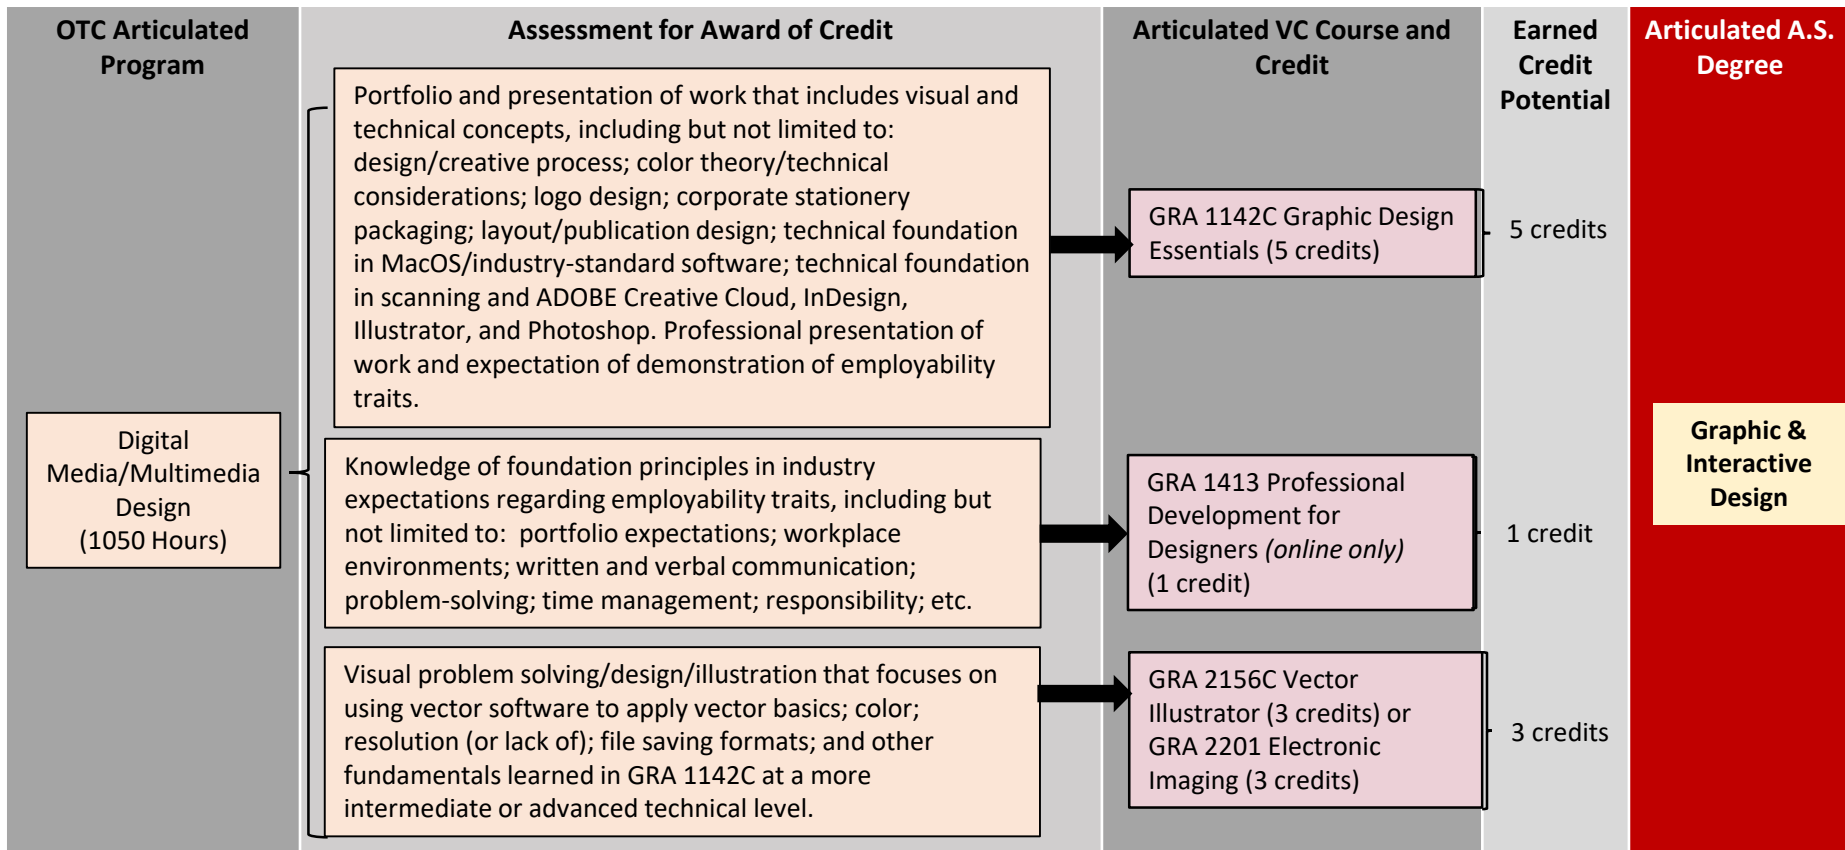 OTC Articulated
Program
Assessment for Award of Credit
Articulated VC Course and
Credit
Earned
Credit
Potential
Articulated A.S.
Degree
Digital
Media/Multimedia
Design
(1050 Hours)
Portfolio and presentation of work that includes visual and
technical concepts, including but not limited to:
design/creative process; color theory/technical
considerations; logo design; corporate stationery
packaging; layout/publication design; technical foundation
in MacOS/industry-standard software; technical foundation
in scanning and ADOBE Creative Cloud, InDesign,
Illustrator, and Photoshop. Professional presentation of
work and expectation of demonstration of employability
traits.
GRA 1142C Graphic Design
Essentials (5 credits)
5 credits
Knowledge of foundation principles in industry
expectations regarding employability traits, including but
not limited to:  portfolio expectations; workplace
environments; written and verbal communication;
problem-solving; time management; responsibility; etc.
GRA 1413 Professional
Development for
Designers (online only)
(1 credit)
1 credit
Visual problem solving/design/illustration that focuses on
using vector software to apply vector basics; color;
resolution (or lack of); file saving formats; and other
fundamentals learned in GRA 1142C at a more
intermediate or advanced technical level.
GRA 2156C Vector
Illustrator (3 credits) or
GRA 2201 Electronic
Imaging (3 credits)
3 credits
Graphic &
Interactive
Design